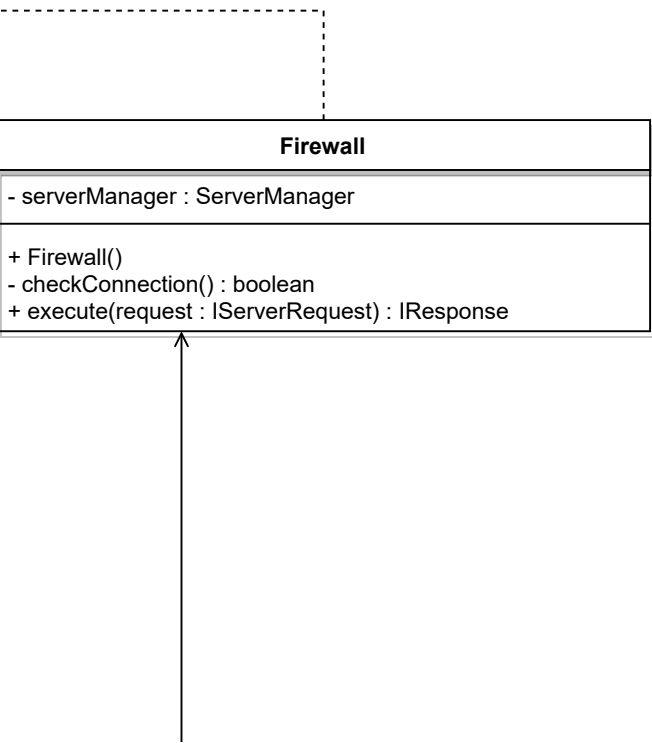 Firewall
- serverManager : ServerManager
+ Firewall()
- checkConnection() : boolean
+ execute(request : IServerRequest) : IResponse